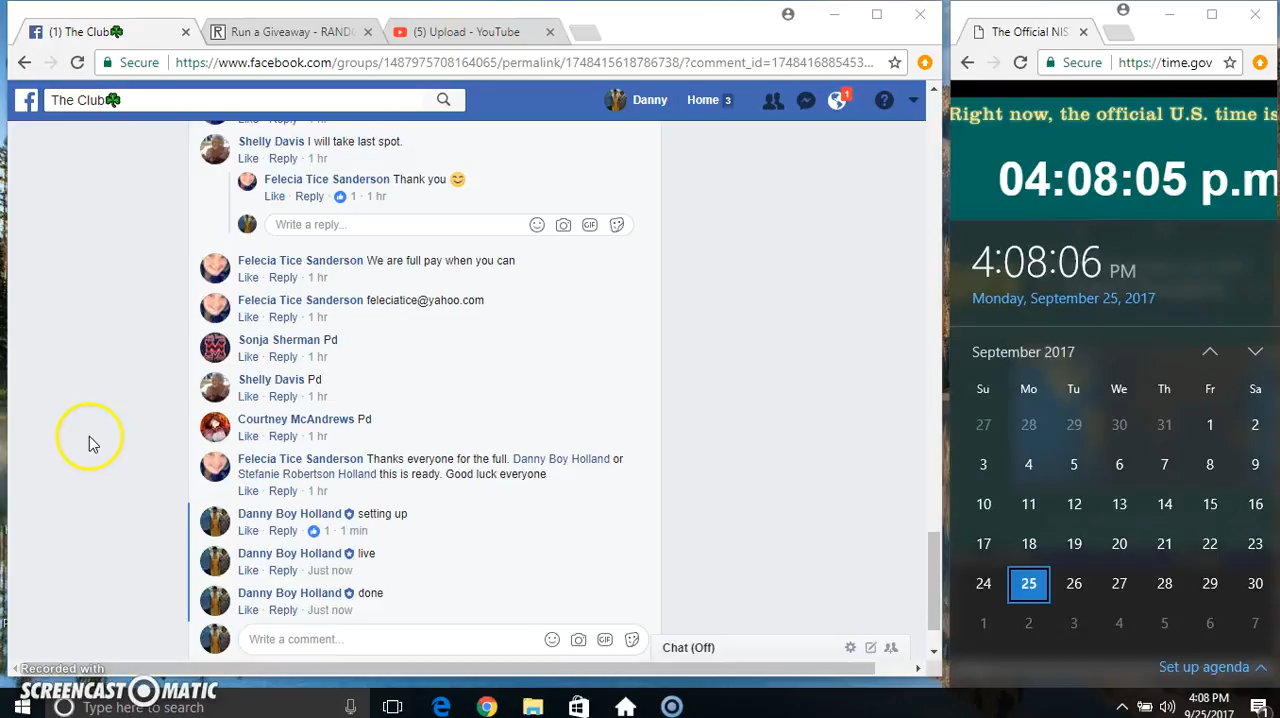 (1) The Club☘
Run a Giveaway - RANDO
(5) Upload - YouTube
Secure
https://www.facebook.com/groups/1487975708164065/permalink/1748415618786738/?comment_id=1748416885453...
The Club☘
Danny
Home 3
1
Shelly Davis I will take last spot.
Like · Reply · 1 hr
Felecia Tice Sanderson Thank you 😊
Like · Reply · 1 · 1 hr
Write a reply...
GIF
Felecia Tice Sanderson We are full pay when you can
Like · Reply · 1 hr
Felecia Tice Sanderson feleciatice@yahoo.com
Like · Reply · 1 hr
Sonja Sherman Pd
Like · Reply · 1 hr
Shelly Davis Pd
Like · Reply · 1 hr
Courtney McAndrews Pd
Like · Reply · 1 hr
Felecia Tice Sanderson Thanks everyone for the full. Danny Boy Holland or
Stefanie Robertson Holland this is ready. Good luck everyone
Like · Reply · 1 hr
Danny Boy Holland setting up
Like · Reply · 1 · 1 min
Danny Boy Holland live
Like · Reply · Just now
Danny Boy Holland done
Like · Reply · Just now
Write a comment...
GIF
Chat (Off)
Recorded with
SCREENCAST-O-MATIC
Type here to search
The Official NIS
Secure
https://time.gov
Right now, the official U.S. time is
04:08:05 p.m
4:08:06 PM
Monday, September 25, 2017
September 2017
Su Mo Tu We Th Fr Sa
27 28 29 30 31 1 2
3 4 5 6 7 8 9
10 11 12 13 14 15 16
17 18 19 20 21 22 23
24 25 26 27 28 29 30
1 2 3 4 5 6 7
Set up agenda
4:08 PM
9/25/2017